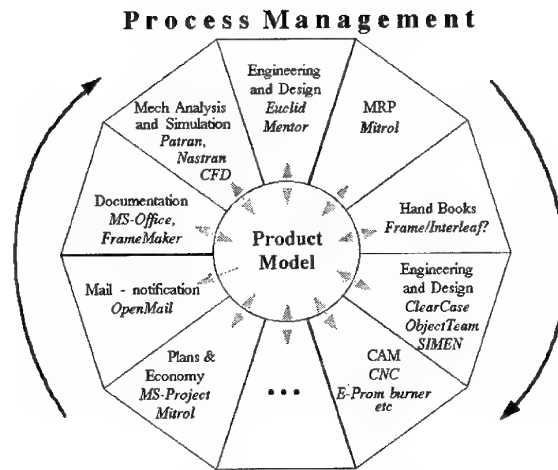 Process Management
Engineering
and Design
Euclid
Mentor
MRP
Mitrol
Hand Books
Frame/Interleaf?
Engineering
and Design
ClearCase
ObjectTeam
SIMEN
CAM
CNC
E-Prom burner
etc
...
Plans &
Economy
MS-Project
Mitrol
Mail - notification
OpenMail
Documentation
MS-Office,
FrameMaker
Mech Analysis
and Simulation
Patran,
Nastran
CFD
Product
Model